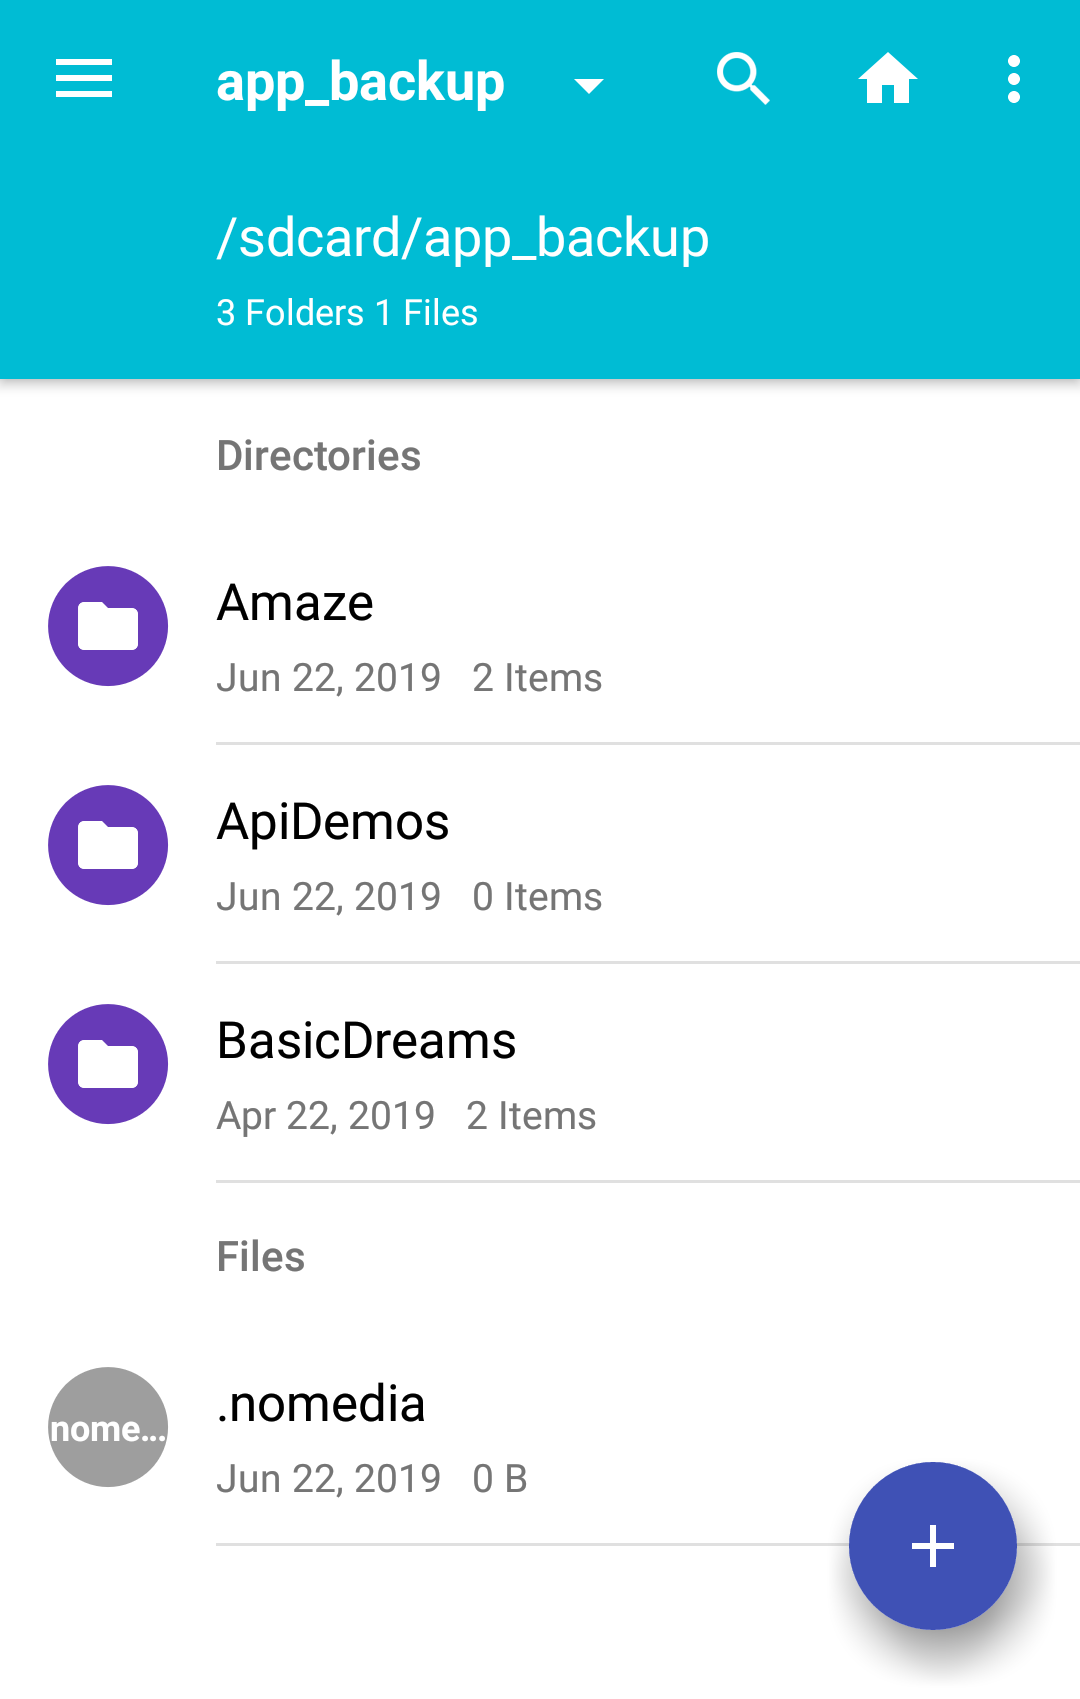 app_backup
/sdcard/app_backup
3 Folders 1 Files
Directories
Amaze
Jun 22, 2019 2 Items
ApiDemos
Jun 22, 2019 0 Items
BasicDreams
Apr 22, 2019 2 Items
Files
nome...
.nomedia
Jun 22, 2019 0 B